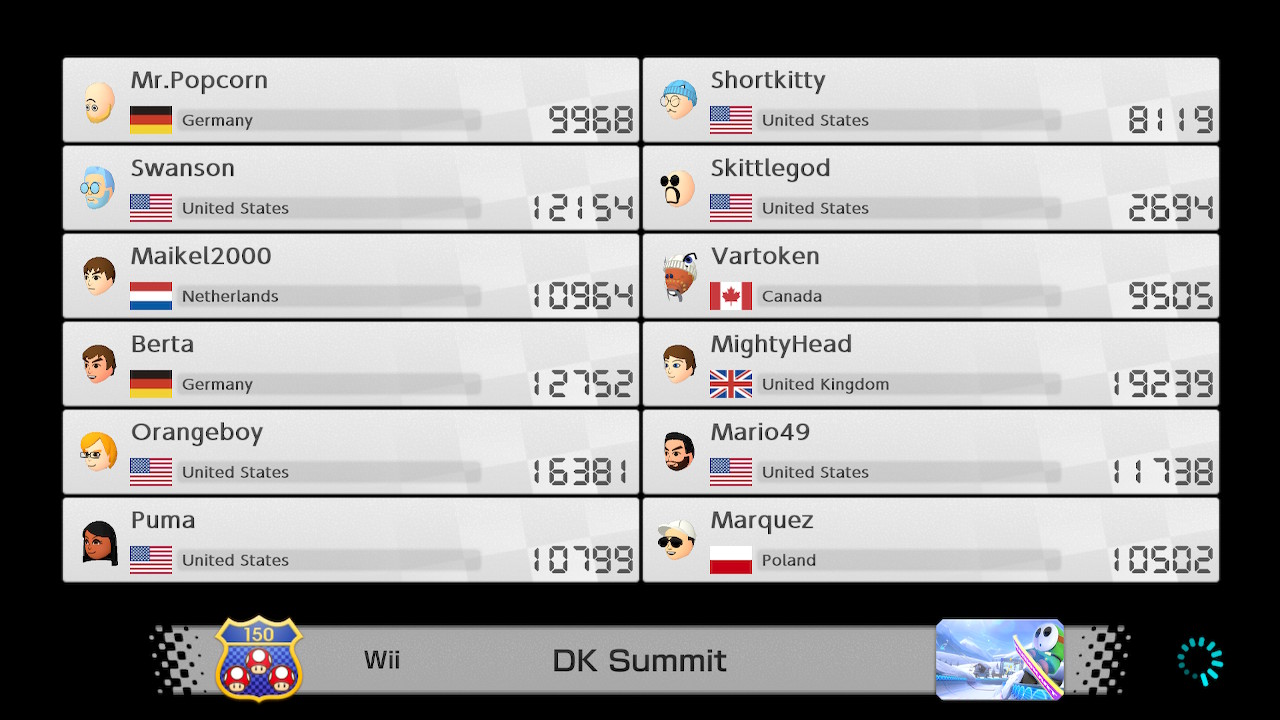 Mr.Popcorn
Germany 9968
Swanson
United States 12154
Maikel2000
Netherlands 10964
Berta
Germany 12752
Orangeboy
United States 16381
Puma
United States 10799
Shortkitty
United States 8119
Skittlegod
United States 2694
Vartoken
Canada 9505
MightyHead
United Kingdom 19239
Mario49
United States 11738
Marquez
Poland 10502
150
Wii DK Summit